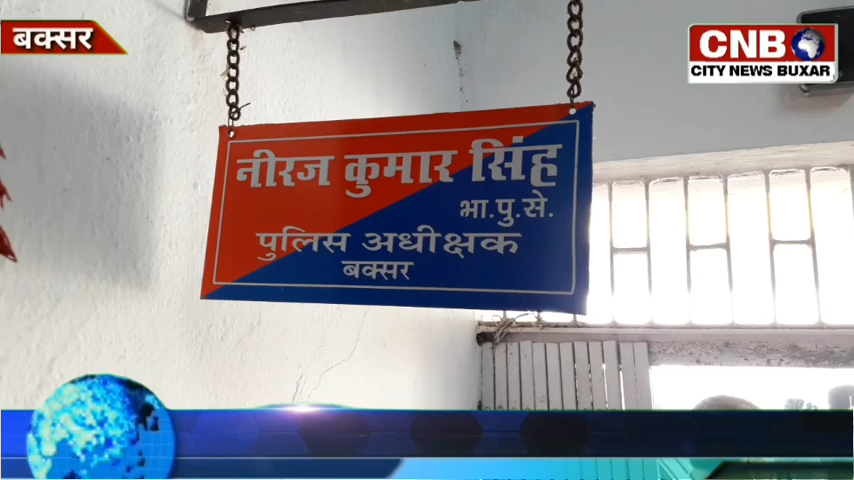 बक्सर
CNB
CITY NEWS BUXAR
नीरज कुमार सिंह
भा.पु.से.
पुलिस अधीक्षक
बक्सर